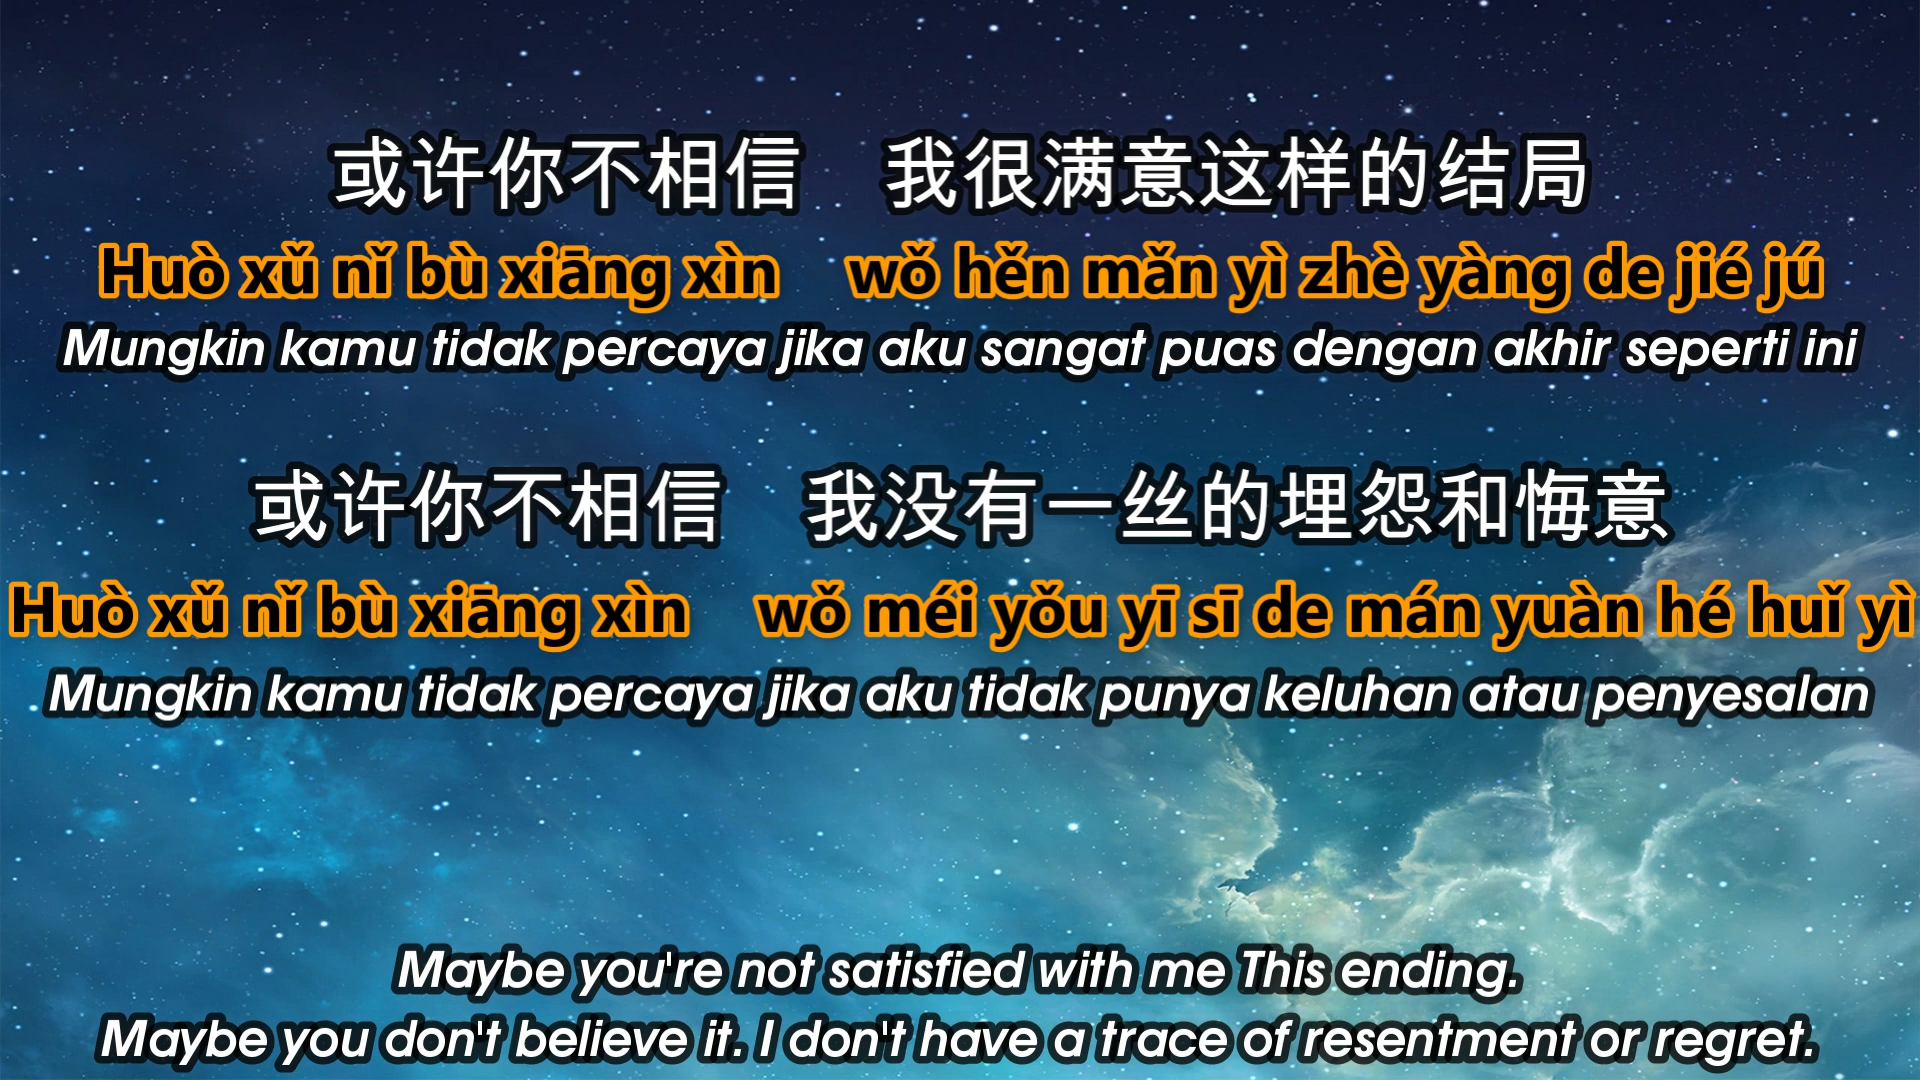 或许你不相信 我很满意这样的结局
Huò xǔ nǐ bù xiāng xìn wǒ hěn mǎn yì zhè yàng de jié jú
Mungkin kamu tidak percaya jika aku sangat puas dengan akhir seperti ini
或许你不相信 我没有一丝的埋怨和悔意
Huò xǔ nǐ bù xiāng xìn wǒ méi yǒu yī sī de mán yuàn hé huǐ yì
Mungkin kamu tidak percaya jika aku tidak punya keluhan atau penyesalan
Maybe you're not satisfied with me This ending.
Maybe you don't believe it. I don't have a trace of resentment or regret.